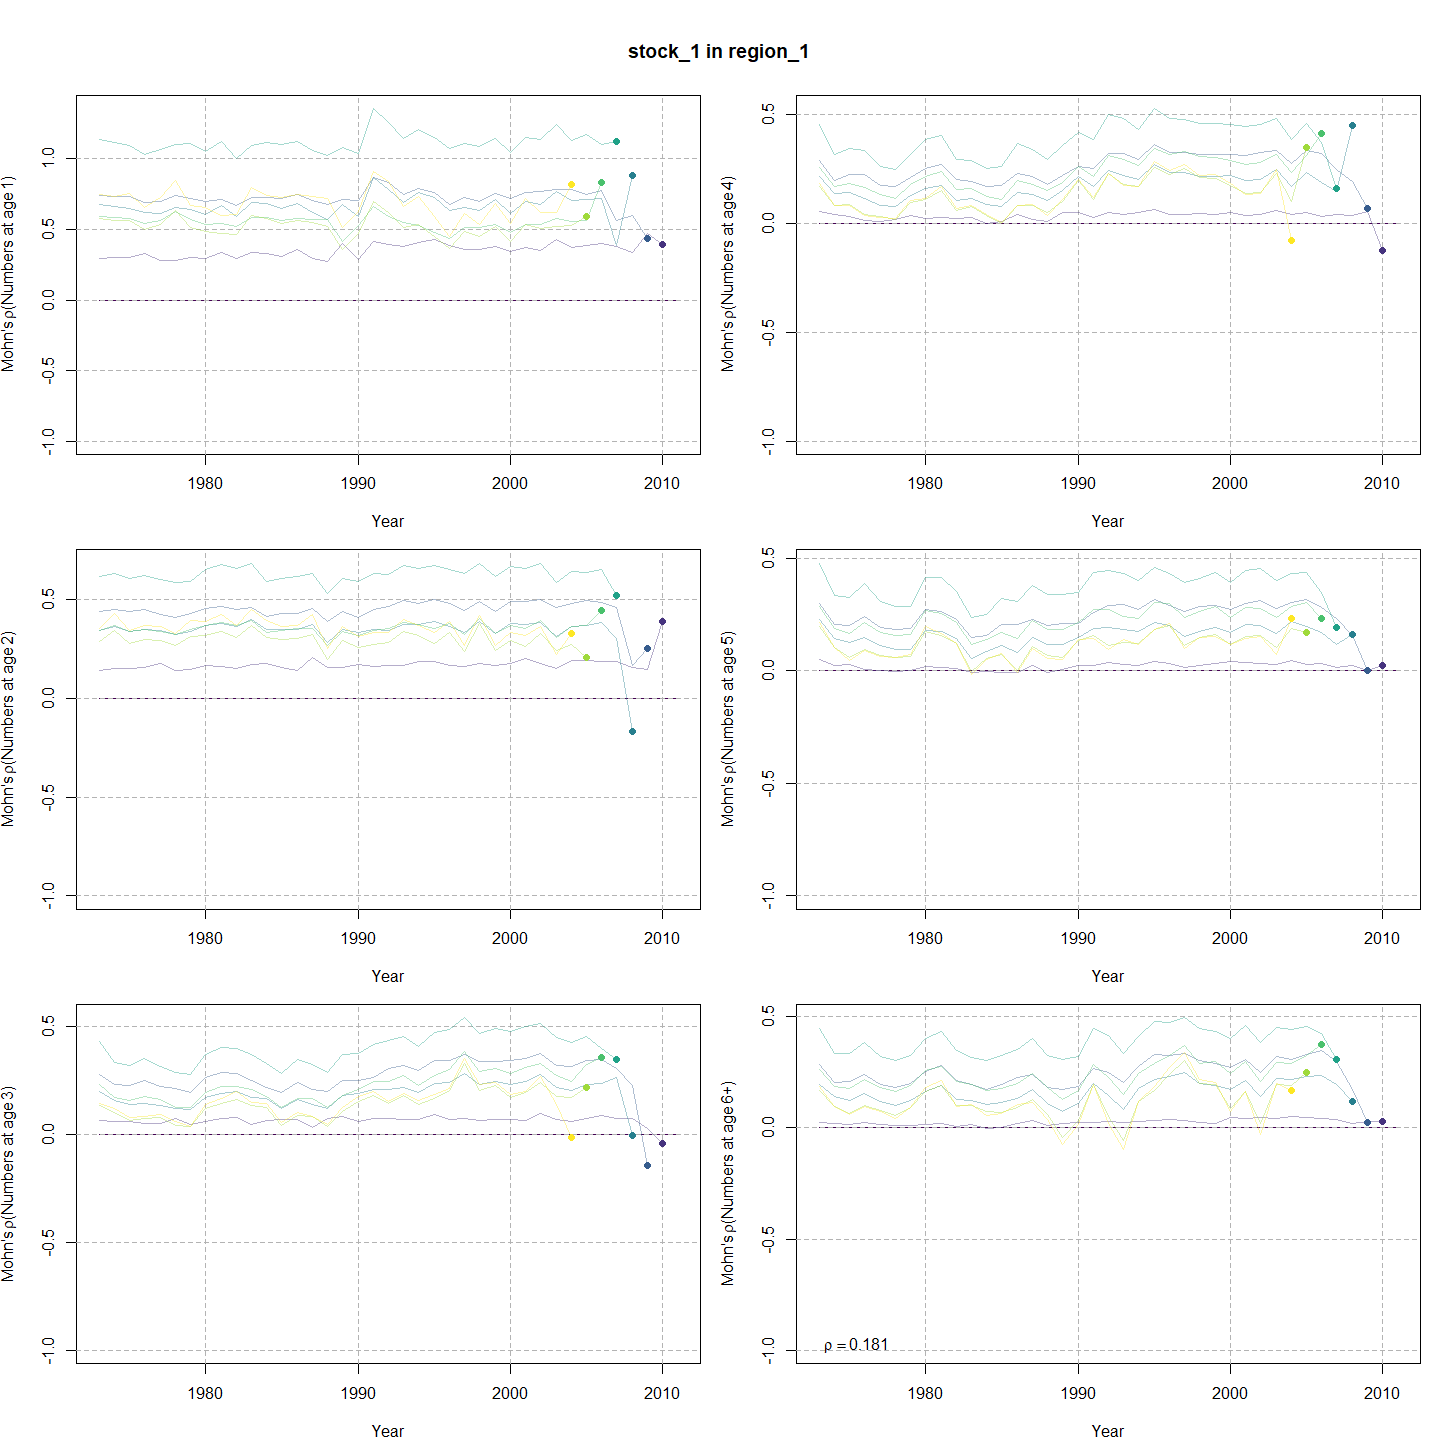 stock_1 in region_1
Mohn's ρ(Numbers at age 1)
1.0
0.5
0.0
-0.5
-1.0
1980 1990 2000 2010
Year
Mohn's ρ(Numbers at age 4)
0.5
0.0
-0.5
-1.0
1980 1990 2000 2010
Year
Mohn's ρ(Numbers at age 2)
0.5
0.0
-0.5
-1.0
1980 1990 2000 2010
Year
Mohn's ρ(Numbers at age 5)
0.5
0.0
-0.5
-1.0
1980 1990 2000 2010
Year
Mohn's ρ(Numbers at age 3)
0.5
0.0
-0.5
-1.0
1980 1990 2000 2010
Year
Mohn's ρ(Numbers at age 6+)
0.5
0.0
-0.5
-1.0
ρ = 0.181
1980 1990 2000 2010
Year